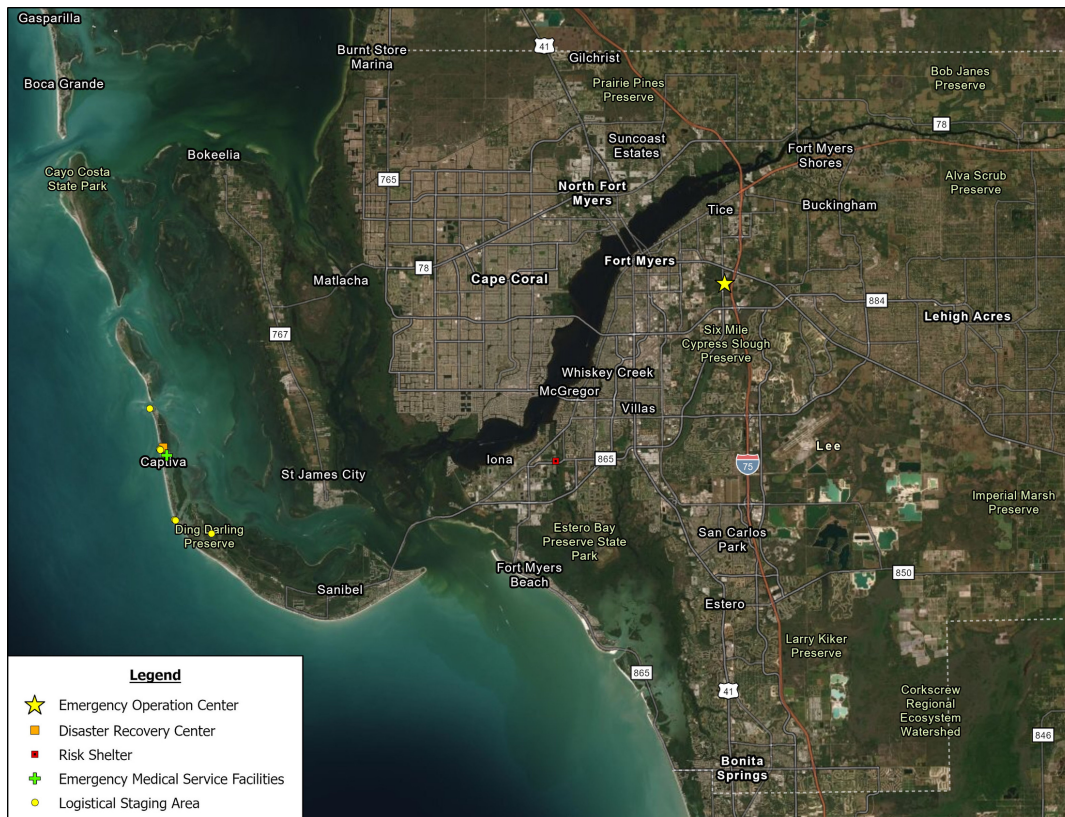 Gasparilla
Boca Grande
Burnt Store
Marina
41
Gilchrist
Prairie Pines
Preserve
Bob Janes
Preserve
78
Suncoast
Estates
Fort Myers
Shores
Bokeelia
Cayo Costa
State Park
765
North Fort
Myers
Alva Scrub
Preserve
Tice
Buckingham
Fort Myers
78
Cape Coral
Matlacha
884
Lehigh Acres
767
Six Mile
Cypress Slough
Preserve
Whiskey Creek
McGregor
Villas
Lee
Captiva
St James City
Iona
865
75
Imperial Marsh
Preserve
Ding Darling
Preserve
Estero Bay
Preserve State
Park
San Carlos
Park
Fort Myers
Beach
850
Sanibel
Estero
Larry Kiker
Preserve
865
41
Corkscrew
Regional
Ecosystem
Watershed
846
Bonita
Springs
Legend
Emergency Operation Center
Disaster Recovery Center
Risk Shelter
Emergency Medical Service Facilities
Logistical Staging Area